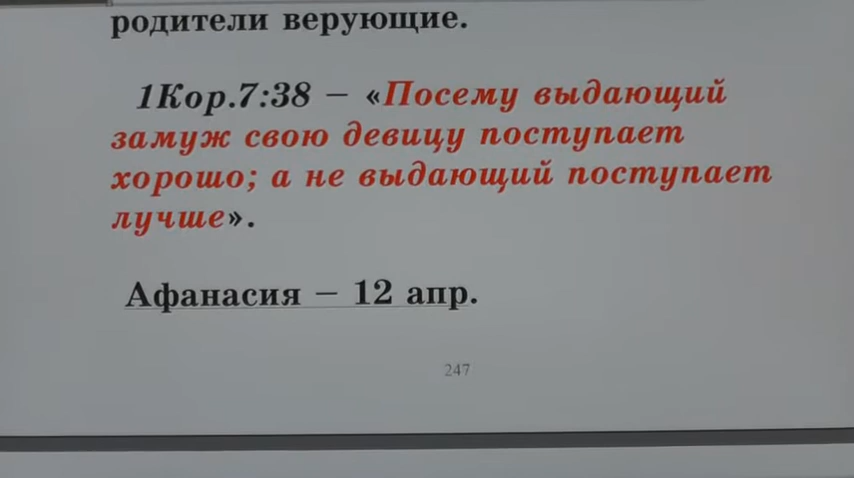 родители верующие.
1Кор.7:38 – «Посему выдающий
замуж свою девицу поступает
хорошо; а не выдающий поступает
лучше».
Афанасия – 12 апр.
247